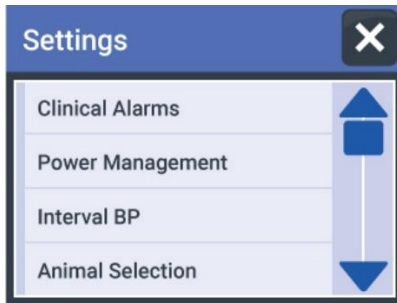 Settings
Clinical Alarms
Power Management
Interval BP
Animal Selection